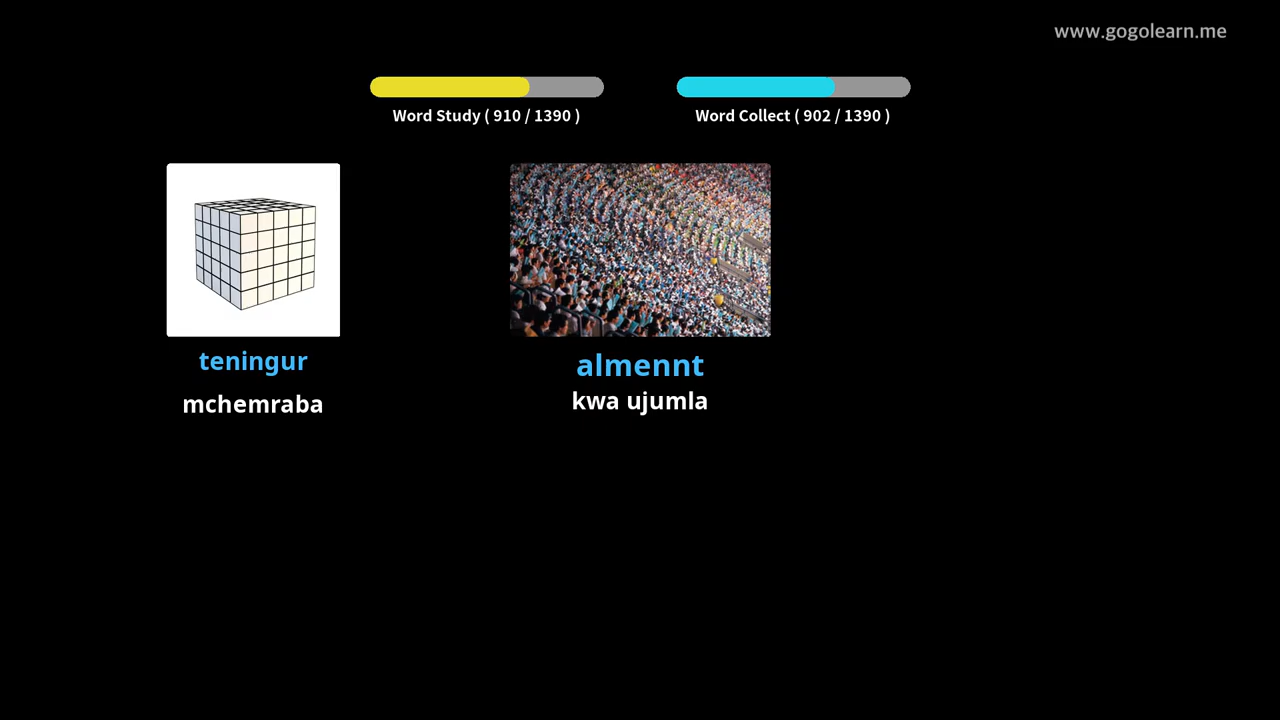 www.gogolearn.me
Word Study ( 910 / 1390 )
Word Collect ( 902 / 1390 )
teningur
mchemraba
almennt
kwa ujumla